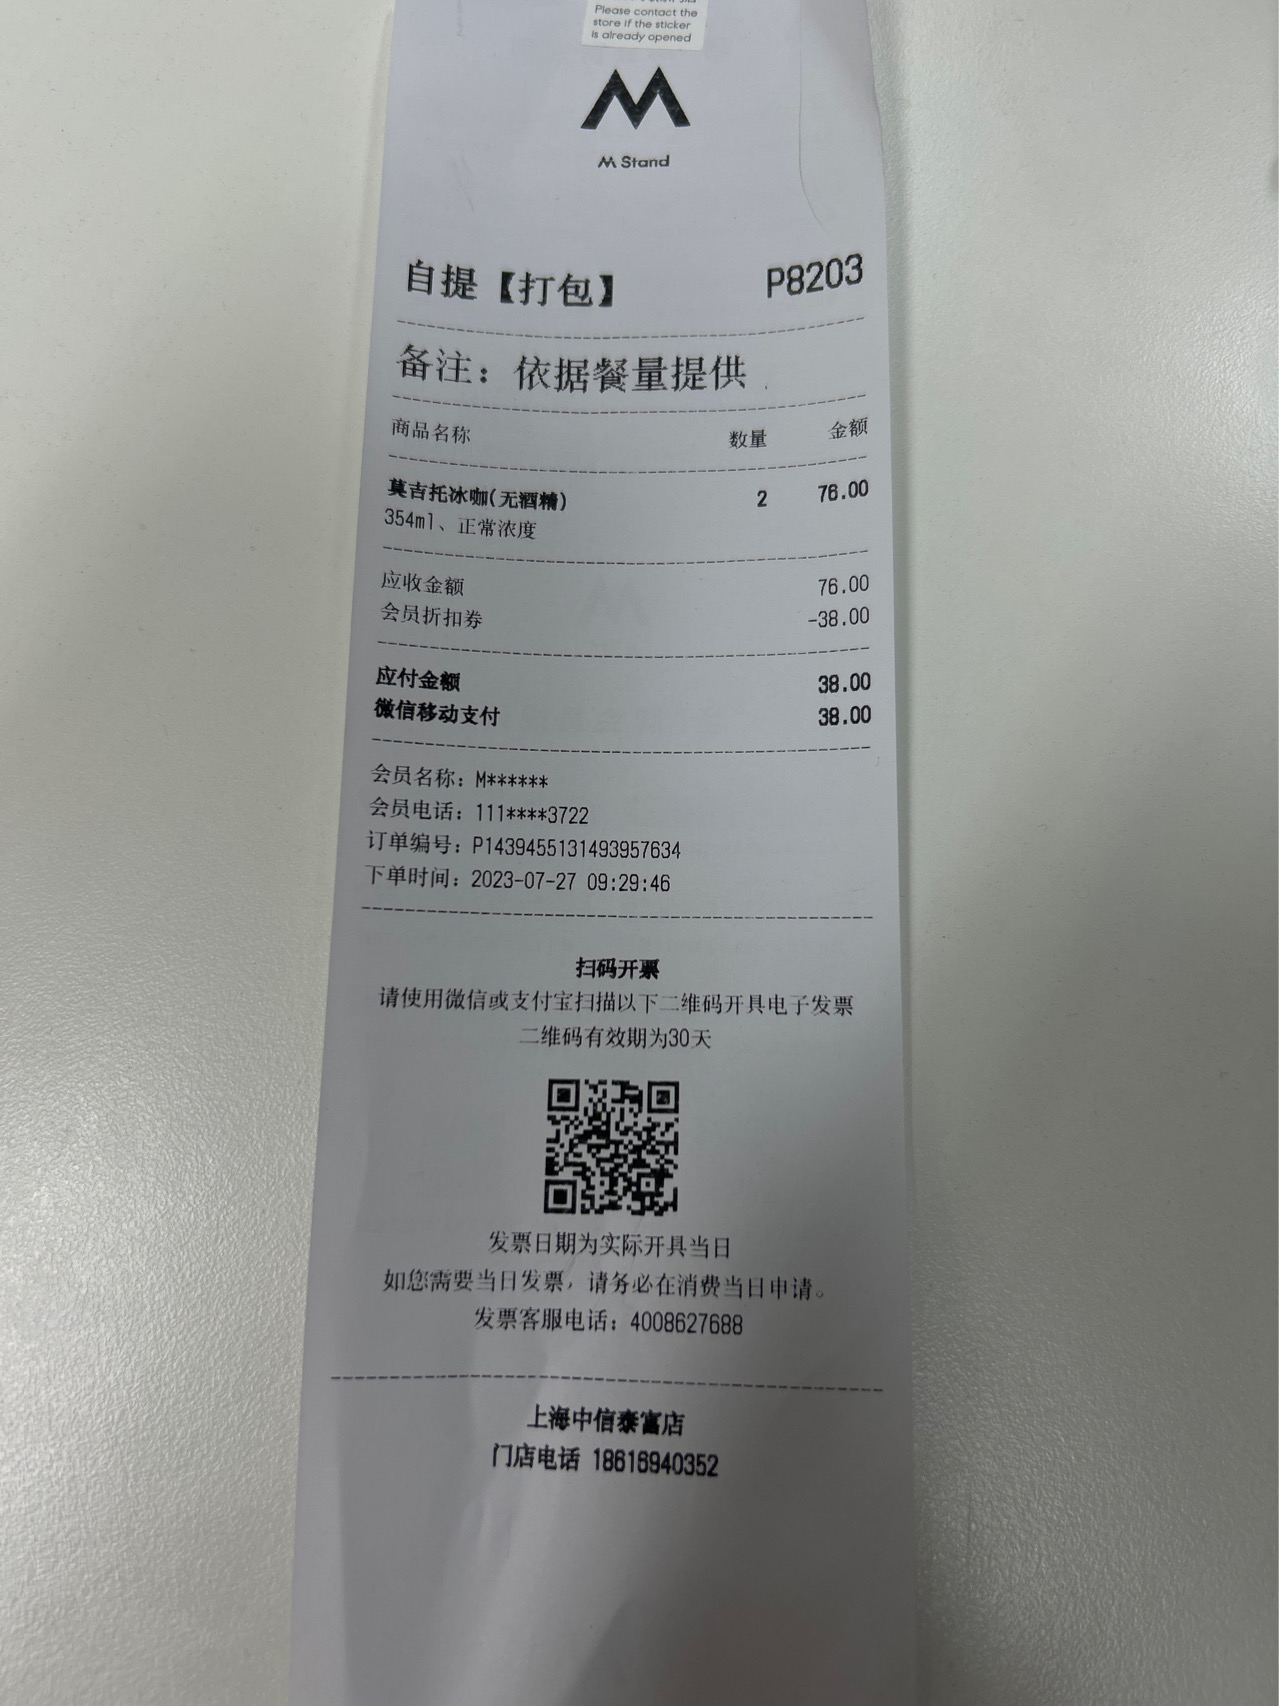 Please contact the
store if the sticker
is already opened
M Stand
自提【打包】 P8203
备注：依据餐量提供
商品名称 数量 金额
莫吉托冰咖(无酒精) 2 76.00
354ml、正常浓度
应收金额 76.00
会员折扣券 -38.00
应付金额 38.00
微信移动支付 38.00
会员名称：M******
会员电话：111****3722
订单编号：P1439455131493957634
下单时间：2023-07-27 09:29:46
扫码开票
请使用微信或支付宝扫描以下二维码开具电子发票
二维码有效期为30天
发票日期为实际开具当日
如您需要当日发票，请务必在消费当日申请。
发票客服电话：4008627688
上海中信泰富店
门店电话 18616940352